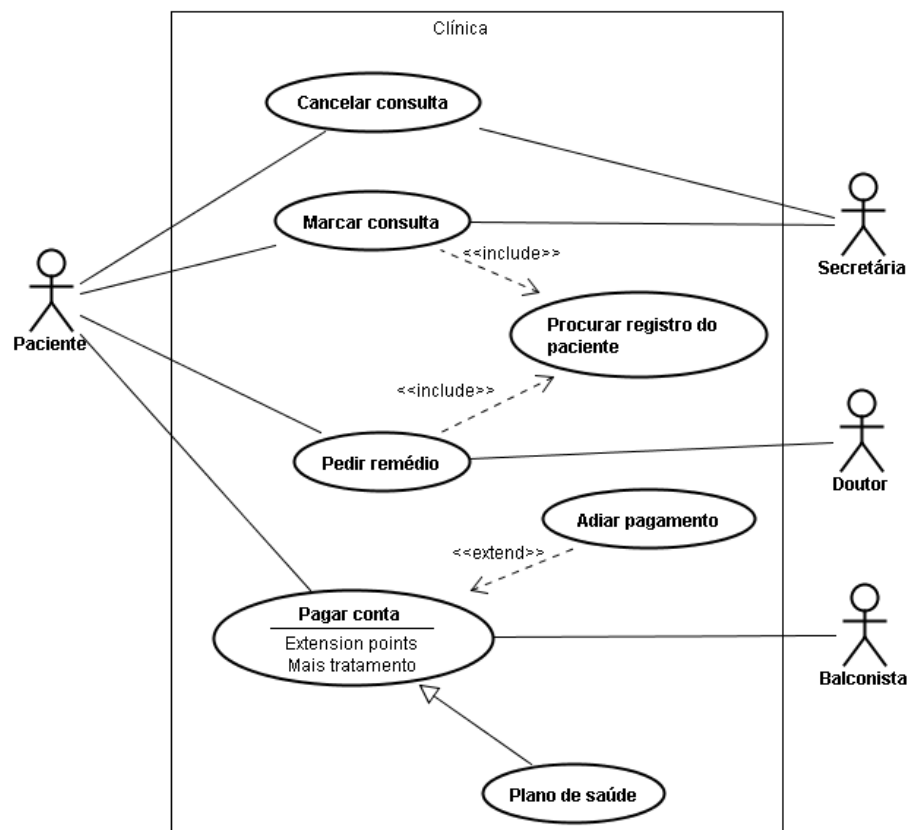 Clínica
Cancelar consulta
Marcar consulta
<<include>>
Secretária
Procurar registro do
paciente
Paciente
<<include>>
Pedir remédio
Doutor
Adiar pagamento
<<extend>>
Pagar conta
Extension points
Mais tratamento
Balconista
Plano de saúde